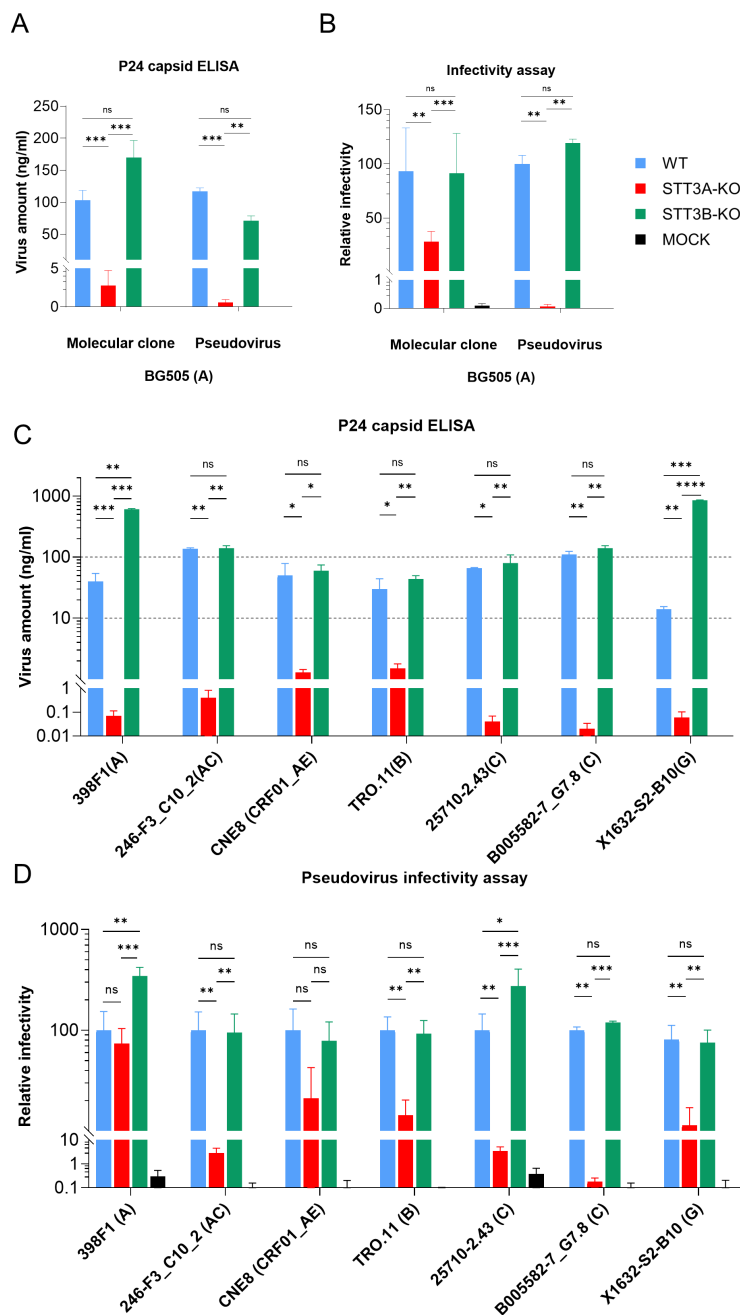 A
P24 capsid ELISA
Virus amount (ng/ml)
250
200
150
100
50
5
0
ns
*** ***
ns
*** **
Molecular clone Pseudovirus
BG505 (A)
B
Infectivity assay
Relative infectivity
150
100
50
1
0
ns
** ***
ns
** **
Molecular clone Pseudovirus
BG505 (A)
WT
STT3A-KO
STT3B-KO
MOCK
C
P24 capsid ELISA
Virus amount (ng/ml)
1000
100
10
1
0.1
0.01
** ns ns ns ns ns ***
*** *** ** ** * * * ** * ** ** ** ** ****
398F1(A)
246-F3_C10_2(AC)
CNE8 (CRF01_AE)
TRO.11(B)
25710-2.43(C)
B005582-7_G7.8 (C)
X1632-S2-B10(G)
D
Pseudovirus infectivity assay
Relative infectivity
1000
100
10
1
0.1
** ns ns ns * ns ns
ns *** ** ** ns ns ** ** ** *** ** *** ** **
398F1 (A)
246-F3_C10_2 (AC)
CNE8 (CRF01_AE)
TRO.11 (B)
25710-2.43 (C)
B005582-7_G7.8 (C)
X1632-S2-B10 (G)